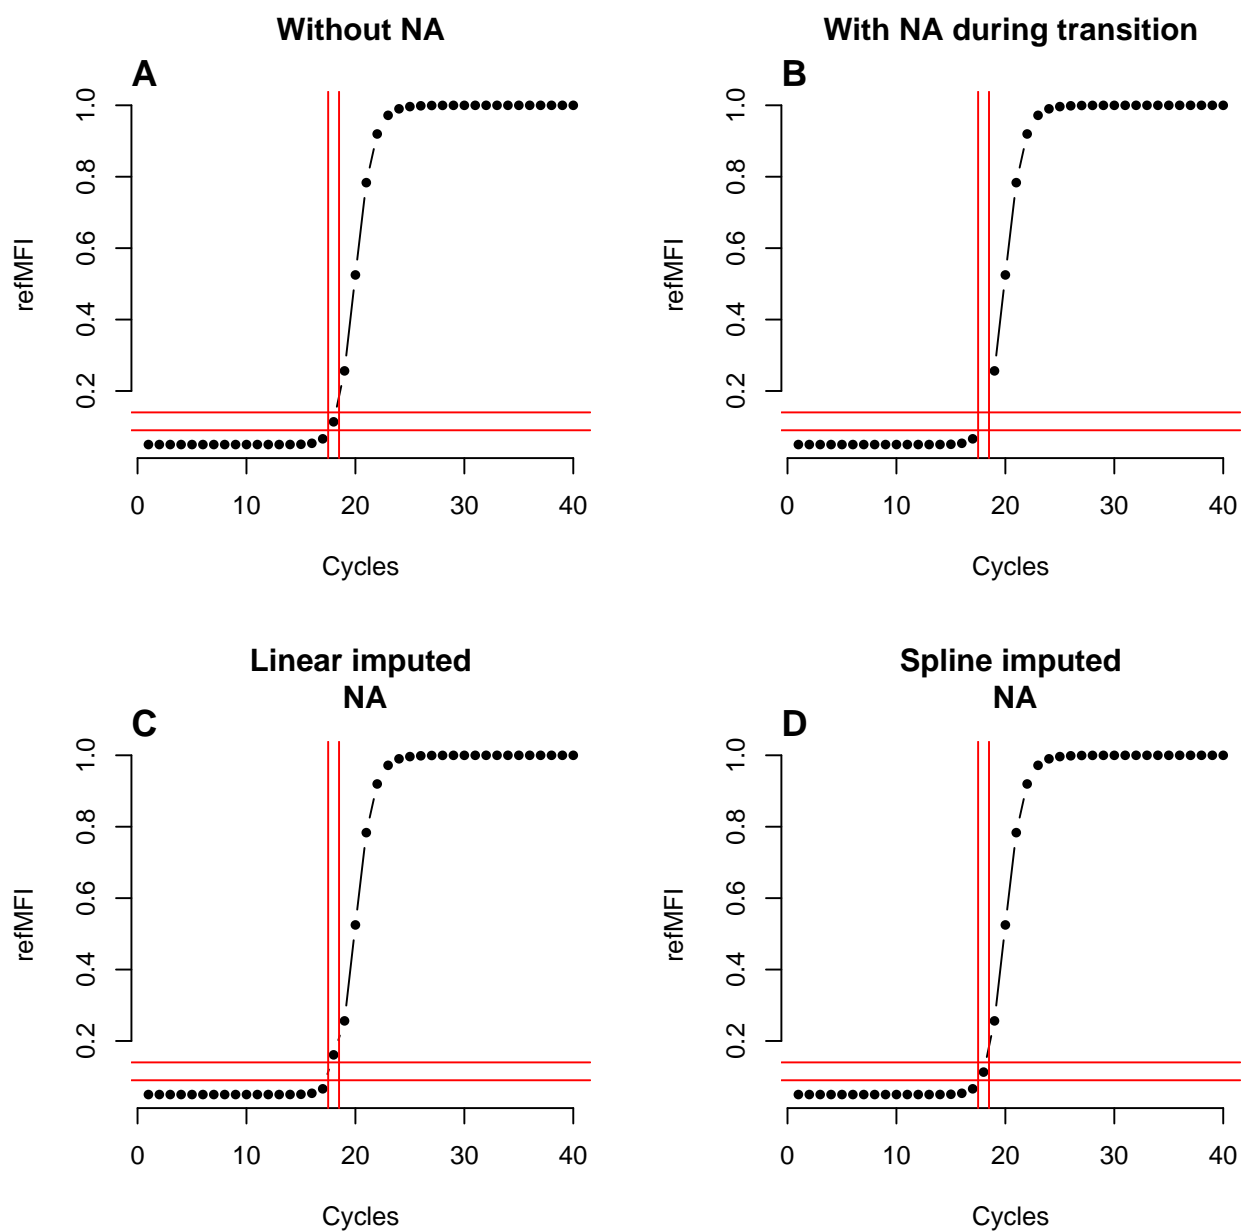 Without NA
A
1.0
0.8
0.6
0.4
0.2
refMFI
0 10 20 30 40
Cycles
With NA during transition
B
1.0
0.8
0.6
0.4
0.2
refMFI
0 10 20 30 40
Cycles
Linear imputed
NA
C
1.0
0.8
0.6
0.4
0.2
refMFI
0 10 20 30 40
Cycles
Spline imputed
NA
D
1.0
0.8
0.6
0.4
0.2
refMFI
0 10 20 30 40
Cycles